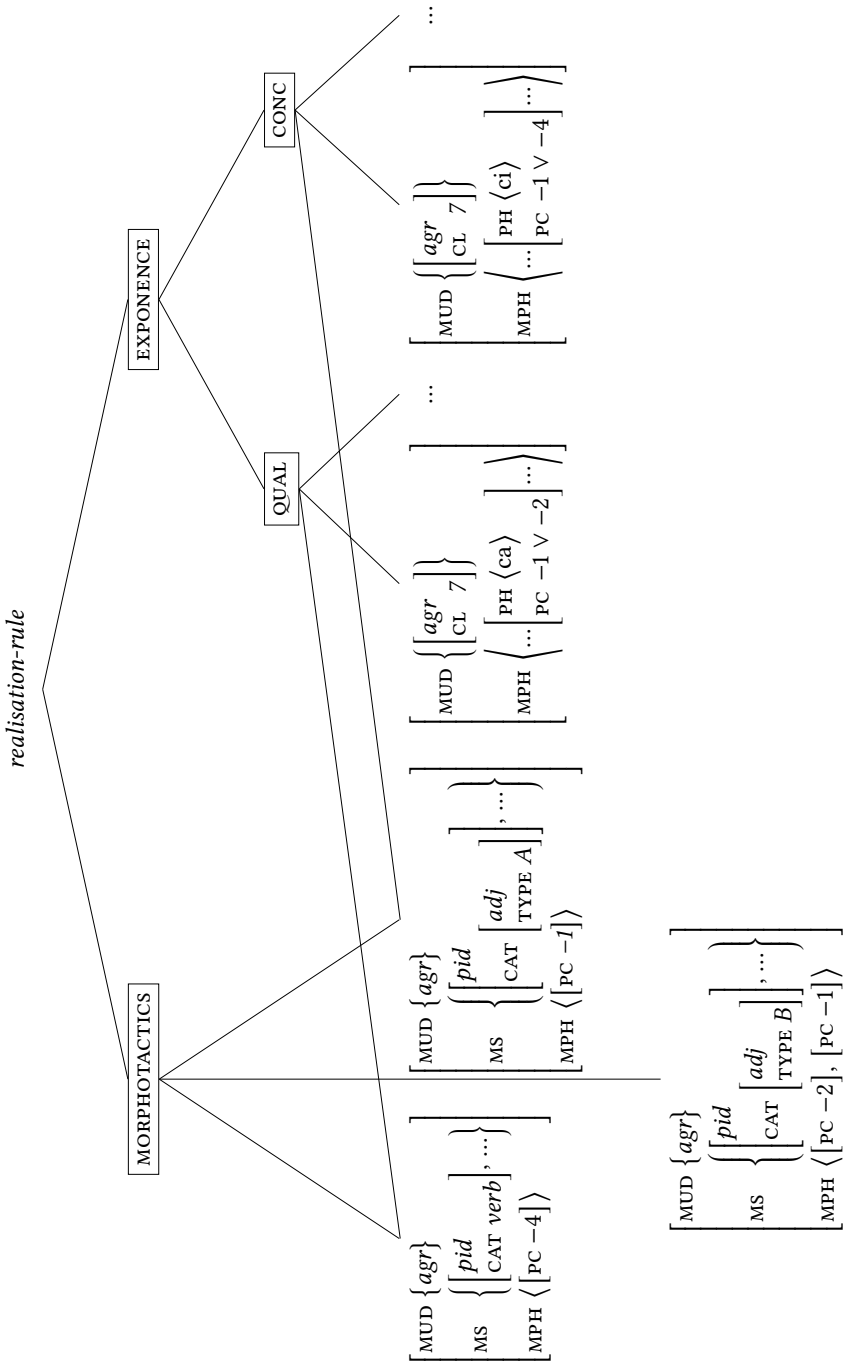 realisation-rule
MORPHOTACTICS
EXPONENCE
QUAL
CONC
[MUD {agr}
MS {[pid
CAT verb], ...}
MPH ⟨[PC −4]⟩]
[MUD {agr}
MS {[pid
CAT [adj
TYPE A]], ...}
MPH ⟨[PC −1]⟩]
[MUD {[agr
CL 7]}
MPH ⟨... [PH ⟨ca⟩
PC −1 ∨ −2] ...⟩]
...
[MUD {[agr
CL 7]}
MPH ⟨... [PH ⟨ci⟩
PC −1 ∨ −4] ...⟩]
...
[MUD {agr}
MS {[pid
CAT [adj
TYPE B]], ...}
MPH ⟨[PC −2], [PC −1]⟩]